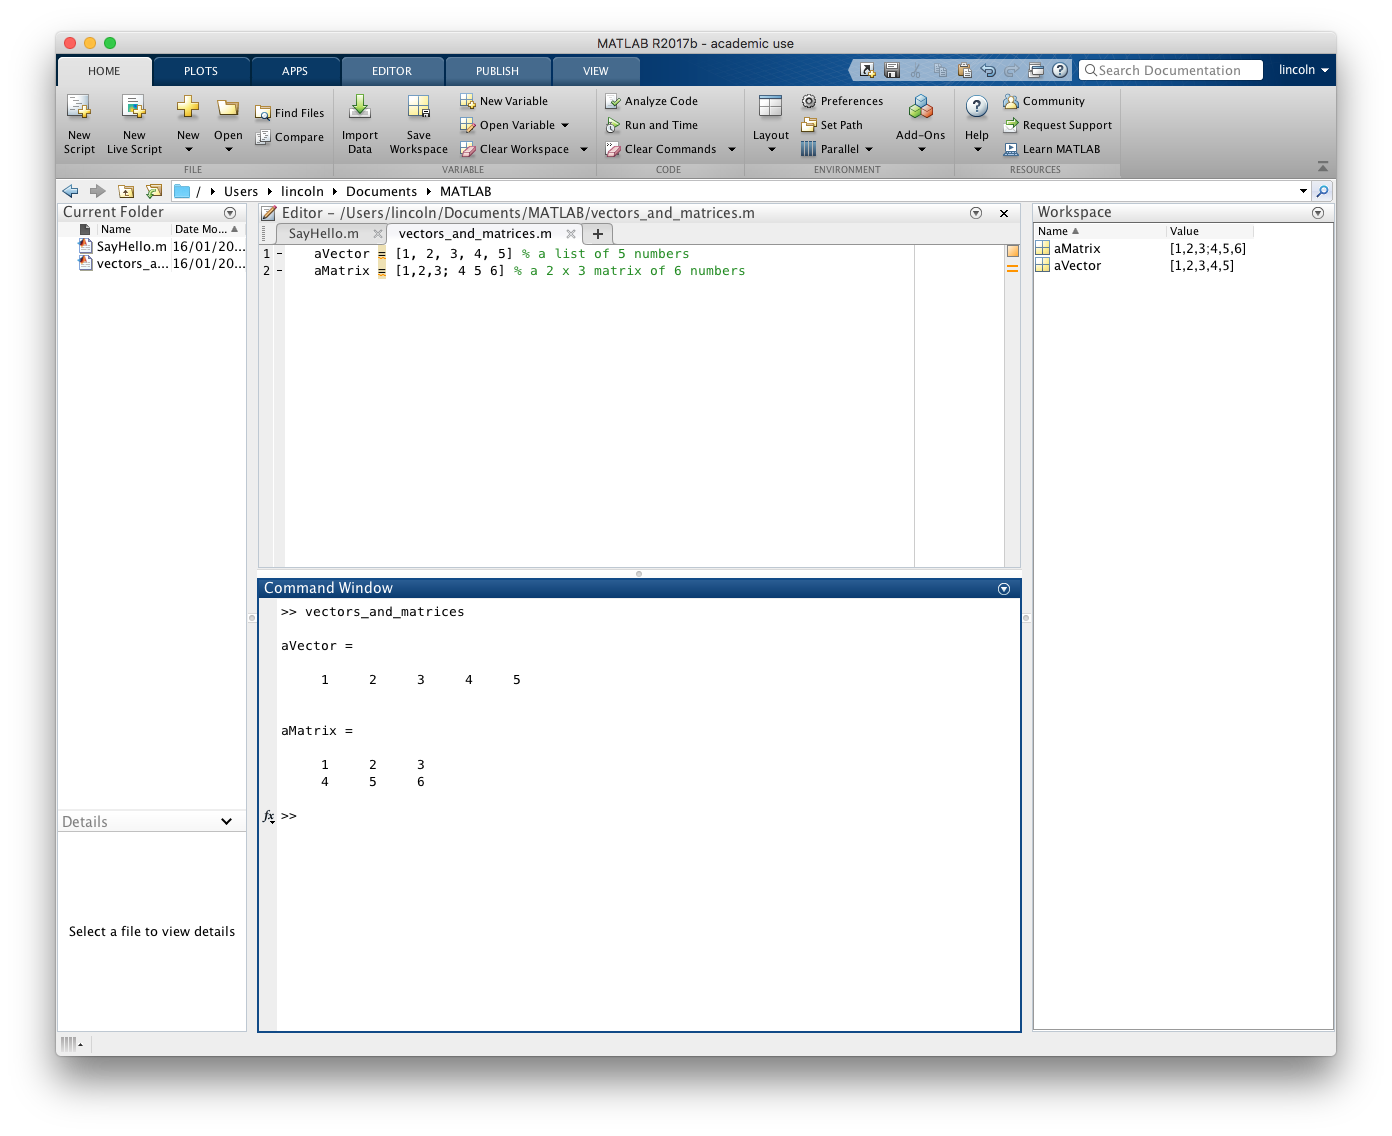 MATLAB R2017b - academic use
HOME PLOTS APPS EDITOR PUBLISH VIEW Search Documentation lincoln
New Script
New Live Script
New
Open
Find Files
Compare
FILE
Import Data
Save Workspace
New Variable
Open Variable
Clear Workspace
VARIABLE
Analyze Code
Run and Time
Clear Commands
CODE
Layout
Preferences
Set Path
Parallel
Add-Ons
ENVIRONMENT
Help
Community
Request Support
Learn MATLAB
RESOURCES
/ Users lincoln Documents MATLAB
Current Folder
Name Date Mo...
SayHello.m 16/01/20...
vectors_a... 16/01/20...
Details
Select a file to view details
Editor – /Users/lincoln/Documents/MATLAB/vectors_and_matrices.m
SayHello.m vectors_and_matrices.m +
1 – aVector = [1, 2, 3, 4, 5] % a list of 5 numbers
2 – aMatrix = [1,2,3; 4 5 6] % a 2 x 3 matrix of 6 numbers
Command Window
>> vectors_and_matrices
aVector =
1 2 3 4 5
aMatrix =
1 2 3
4 5 6
fx >>
Workspace
Name Value
aMatrix [1,2,3;4,5,6]
aVector [1,2,3,4,5]